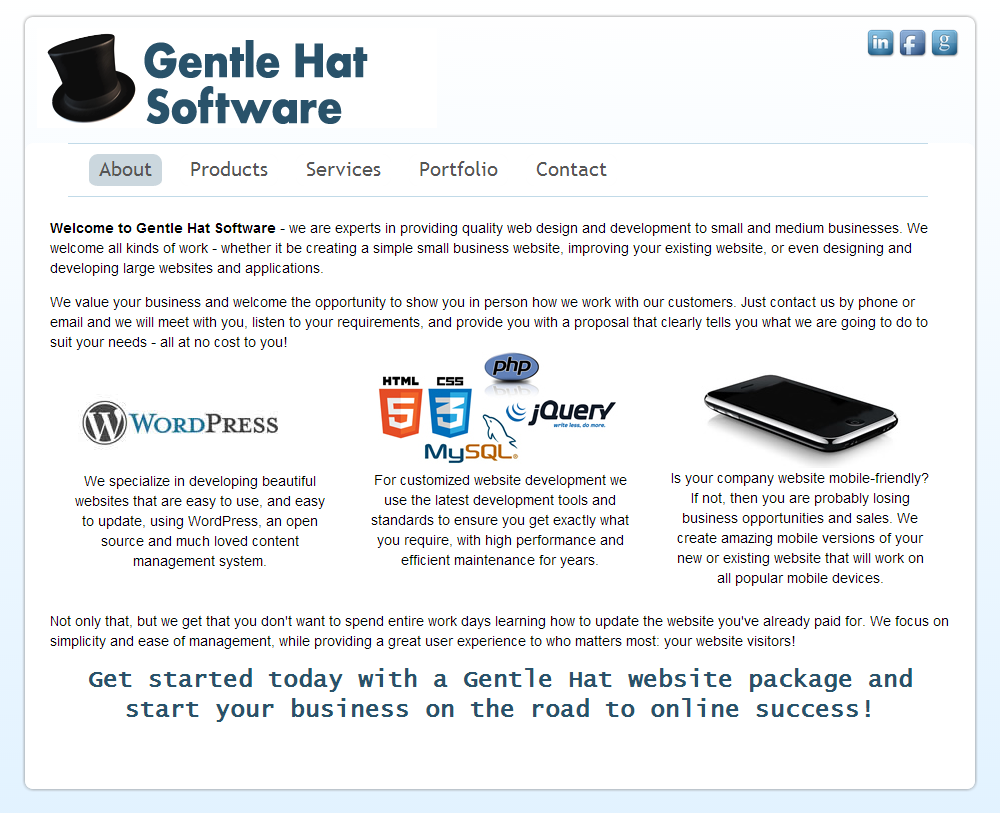 Gentle Hat
Software
in f g
About Products Services Portfolio Contact
Welcome to Gentle Hat Software - we are experts in providing quality web design and development to small and medium businesses. We
welcome all kinds of work - whether it be creating a simple small business website, improving your existing website, or even designing and
developing large websites and applications.
We value your business and welcome the opportunity to show you in person how we work with our customers. Just contact us by phone or
email and we will meet with you, listen to your requirements, and provide you with a proposal that clearly tells you what we are going to do to
suit your needs - all at no cost to you!
W WORDPRESS
We specialize in developing beautiful
websites that are easy to use, and easy
to update, using WordPress, an open
source and much loved content
management system.
php
HTML CSS
5 3
jQuery
write less, do more.
MySQL
For customized website development we
use the latest development tools and
standards to ensure you get exactly what
you require, with high performance and
efficient maintenance for years.
Is your company website mobile-friendly?
If not, then you are probably losing
business opportunities and sales. We
create amazing mobile versions of your
new or existing website that will work on
all popular mobile devices.
Not only that, but we get that you don't want to spend entire work days learning how to update the website you've already paid for. We focus on
simplicity and ease of management, while providing a great user experience to who matters most: your website visitors!
Get started today with a Gentle Hat website package and
start your business on the road to online success!